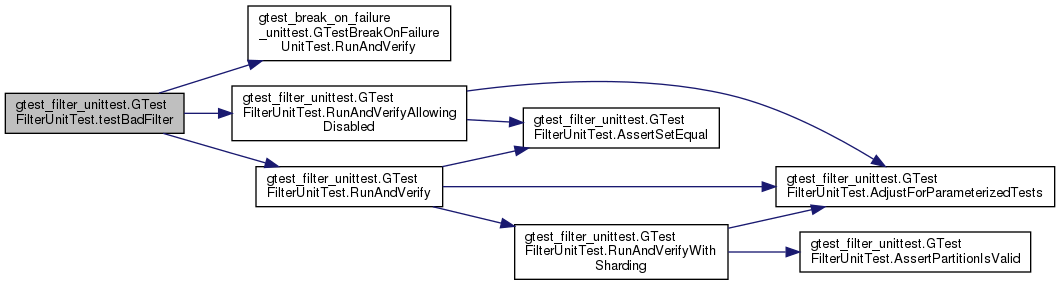 gtest_break_on_failure
_unittest.GTestBreakOnFailure
UnitTest.RunAndVerify
gtest_filter_unittest.GTest
FilterUnitTest.testBadFilter
gtest_filter_unittest.GTest
FilterUnitTest.RunAndVerifyAllowing
Disabled
gtest_filter_unittest.GTest
FilterUnitTest.RunAndVerify
gtest_filter_unittest.GTest
FilterUnitTest.AssertSetEqual
gtest_filter_unittest.GTest
FilterUnitTest.RunAndVerifyWith
Sharding
gtest_filter_unittest.GTest
FilterUnitTest.AdjustForParameterizedTests
gtest_filter_unittest.GTest
FilterUnitTest.AssertPartitionIsValid